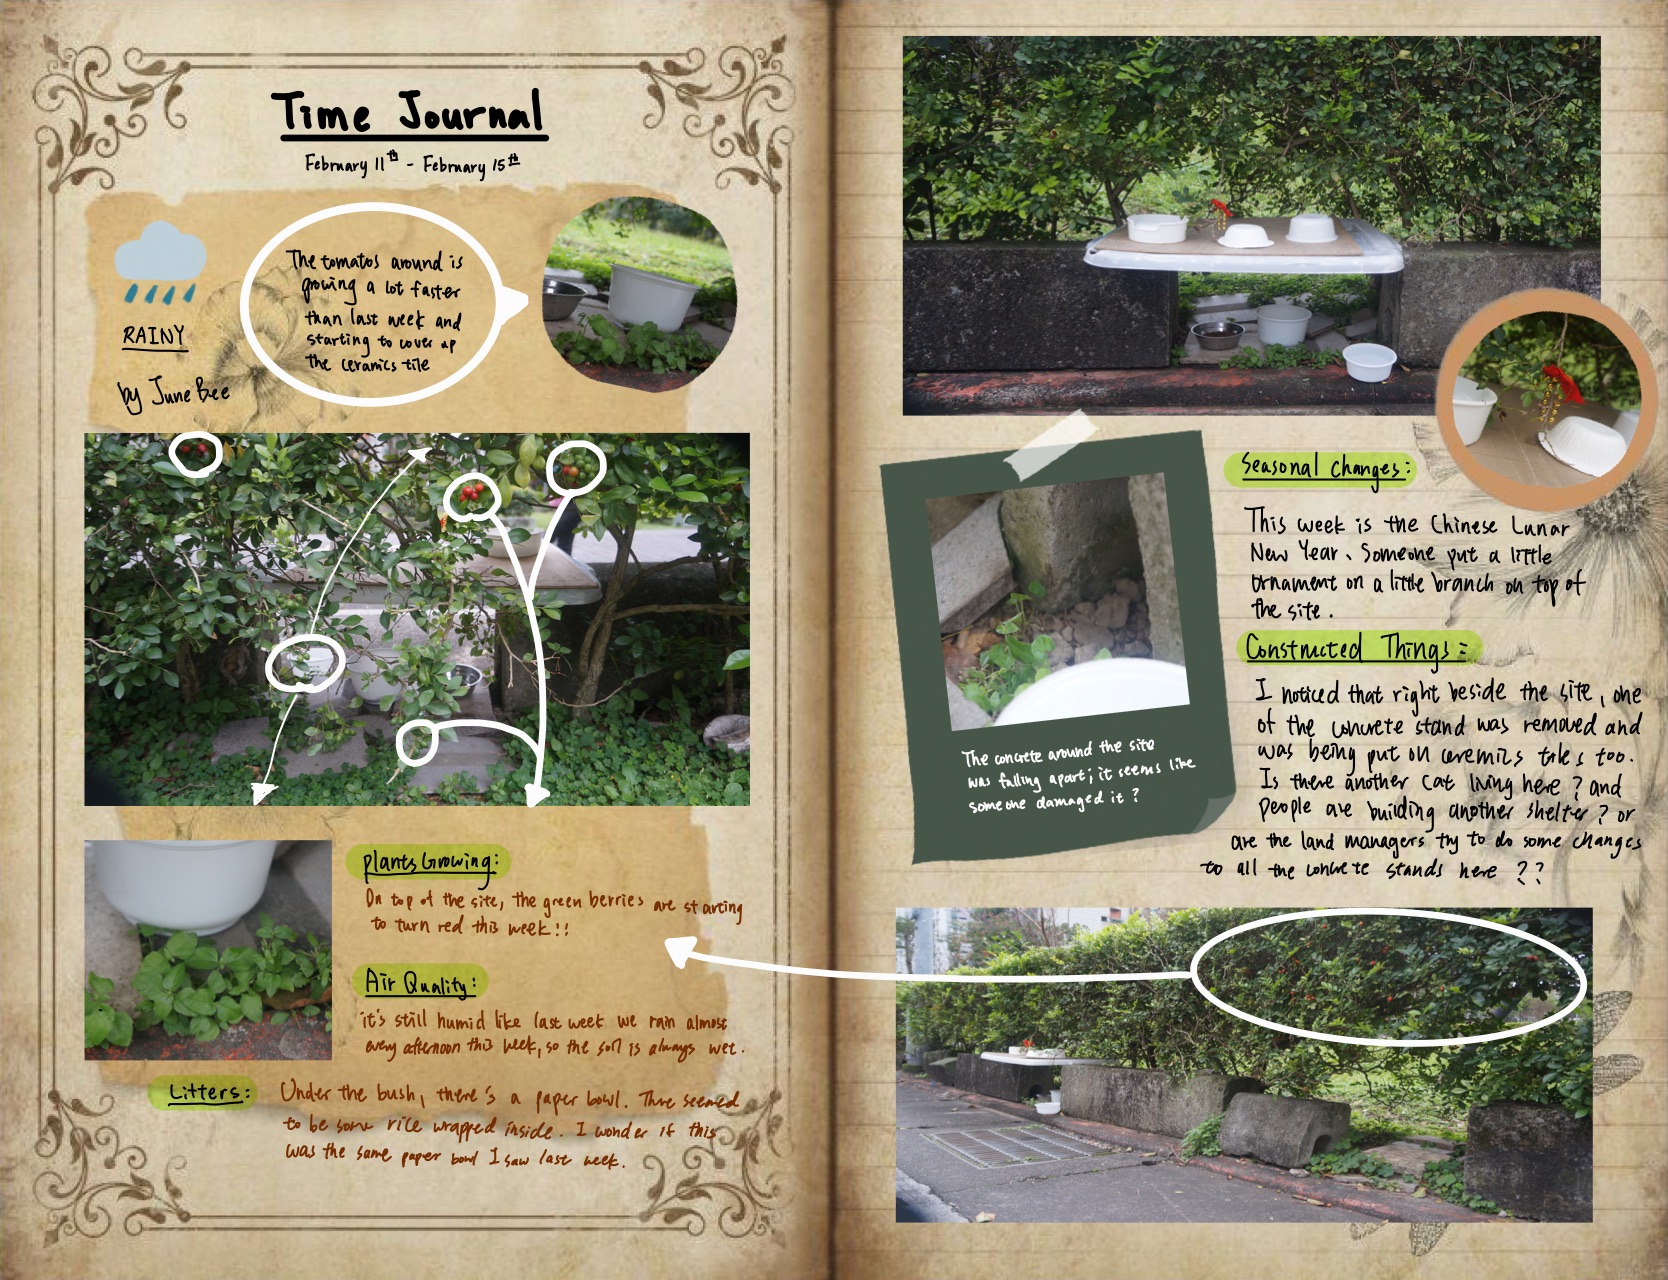 Time Journal
February 11th - February 15th
RAINY
by June Bee
The tomatos around is
growing a lot faster
than last week and
starting to cover up
the ceramics tile
plants Growing:
On top of the site, the green berries are starting
to turn red this week!!
Air Quality:
it's still humid like last week we rain almost
every afternoon this week, so the soil is always wet.
Litters:
Under the bush, there's a paper bowl. There seemed
to be some rice wrapped inside. I wonder if this
was the same paper bowl I saw last week.
The concrete around the site
was falling apart; it seems like
someone damaged it?
Seasonal changes:
This week is the Chinese Lunar
New Year、Someone put a little
ornament on a little branch on top of
the site.
Constructed Things:
I noticed that right beside the site, one
of the concrete stand was removed and
was being put on ceremics tiles too.
Is there another cat living here? and
people are building another shelter? or
are the land managers try to do some changes
to all the concrete stands here ??